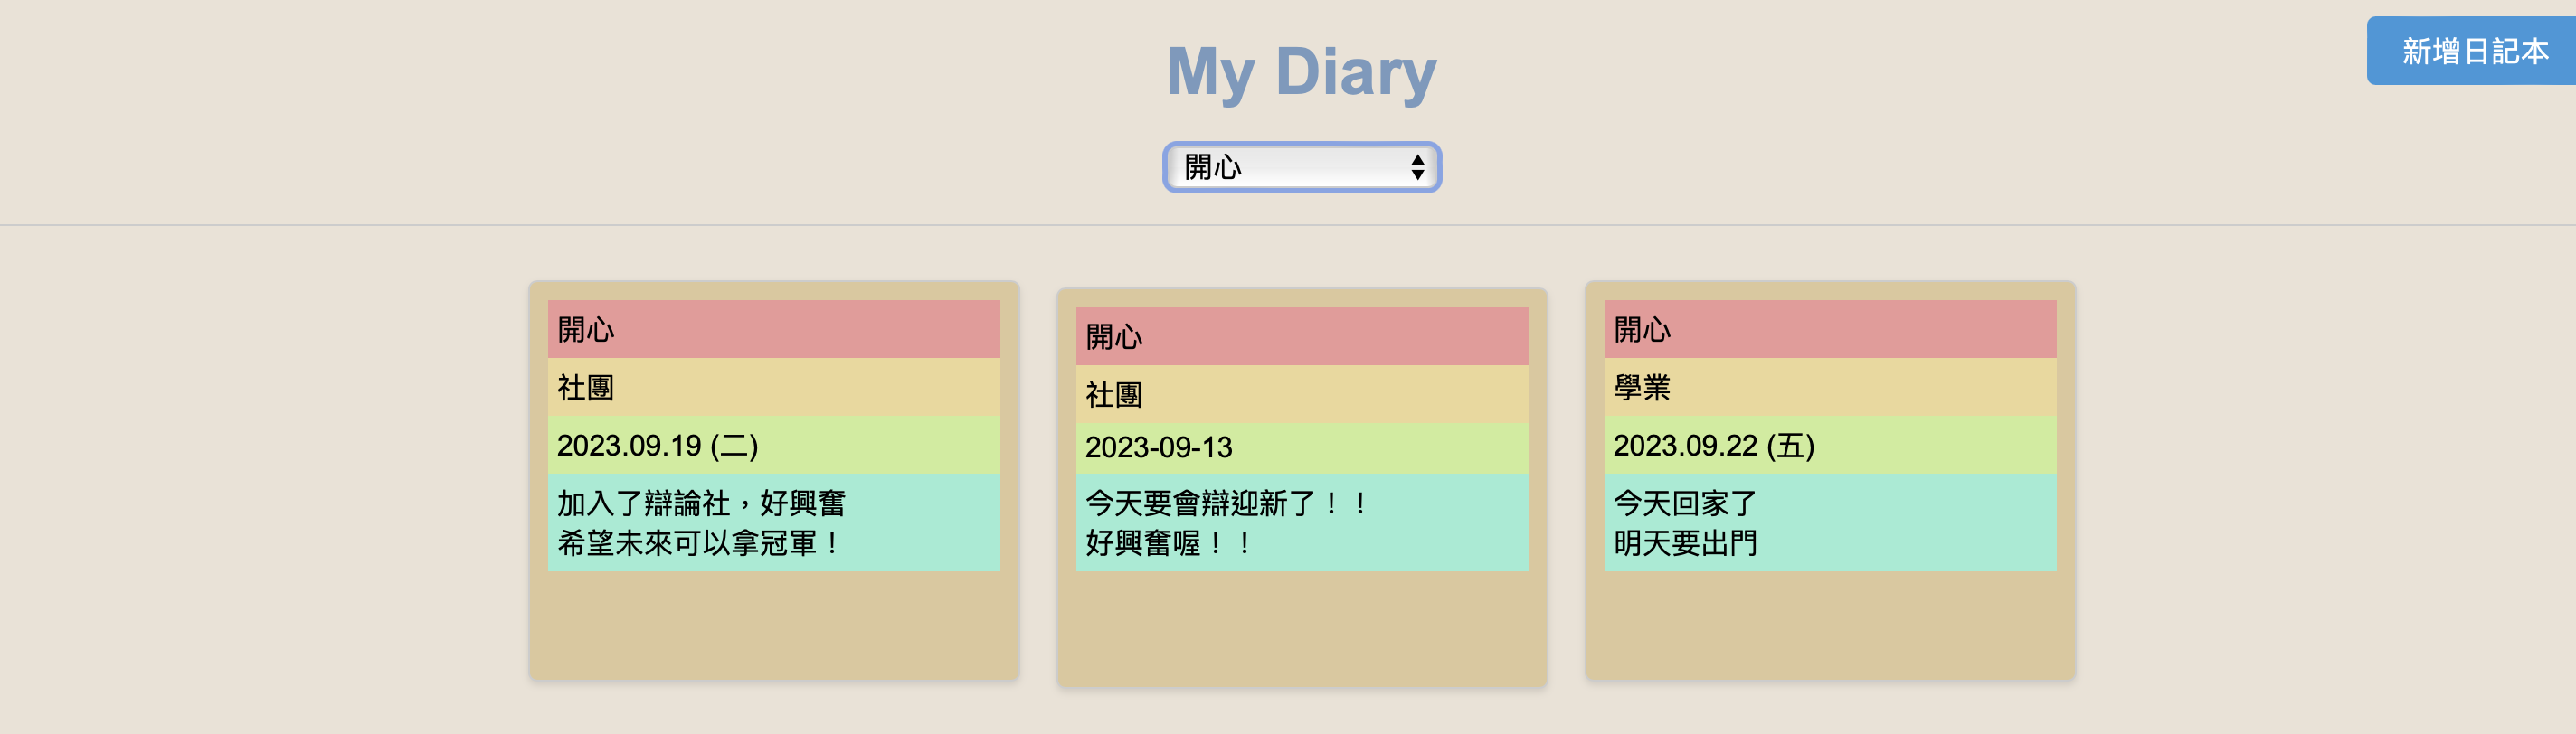 My Diary
新增日記本
開心
開心
社團
2023.09.19 (二)
加入了辯論社，好興奮
希望未來可以拿冠軍！
開心
社團
2023-09-13
今天要會辯迎新了！！
好興奮喔！！
開心
學業
2023.09.22 (五)
今天回家了
明天要出門